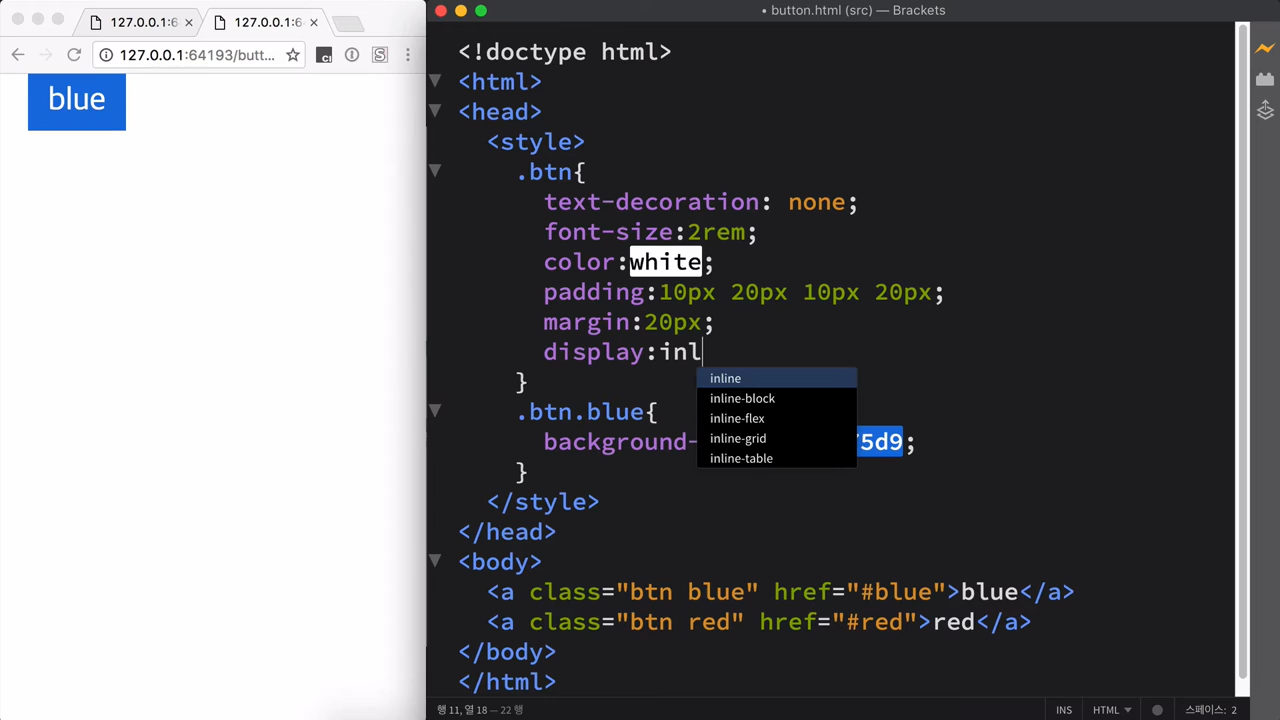 127.0.0.1:6
127.0.0.1:64
127.0.0.1:64193/butt...
blue
• button.html (src) — Brackets
<!doctype html>
<html>
<head>
<style>
.btn{
text-decoration: none;
font-size:2rem;
color:white;
padding:10px 20px 10px 20px;
margin:20px;
display:inl
inline
inline-block
inline-flex
inline-grid
inline-table
}
.btn.blue{
background-
5d9;
}
</style>
</head>
<body>
<a class="btn blue" href="#blue">blue</a>
<a class="btn red" href="#red">red</a>
</body>
</html>
행 11, 열 18 — 22 행
INS
HTML
스페이스: 2